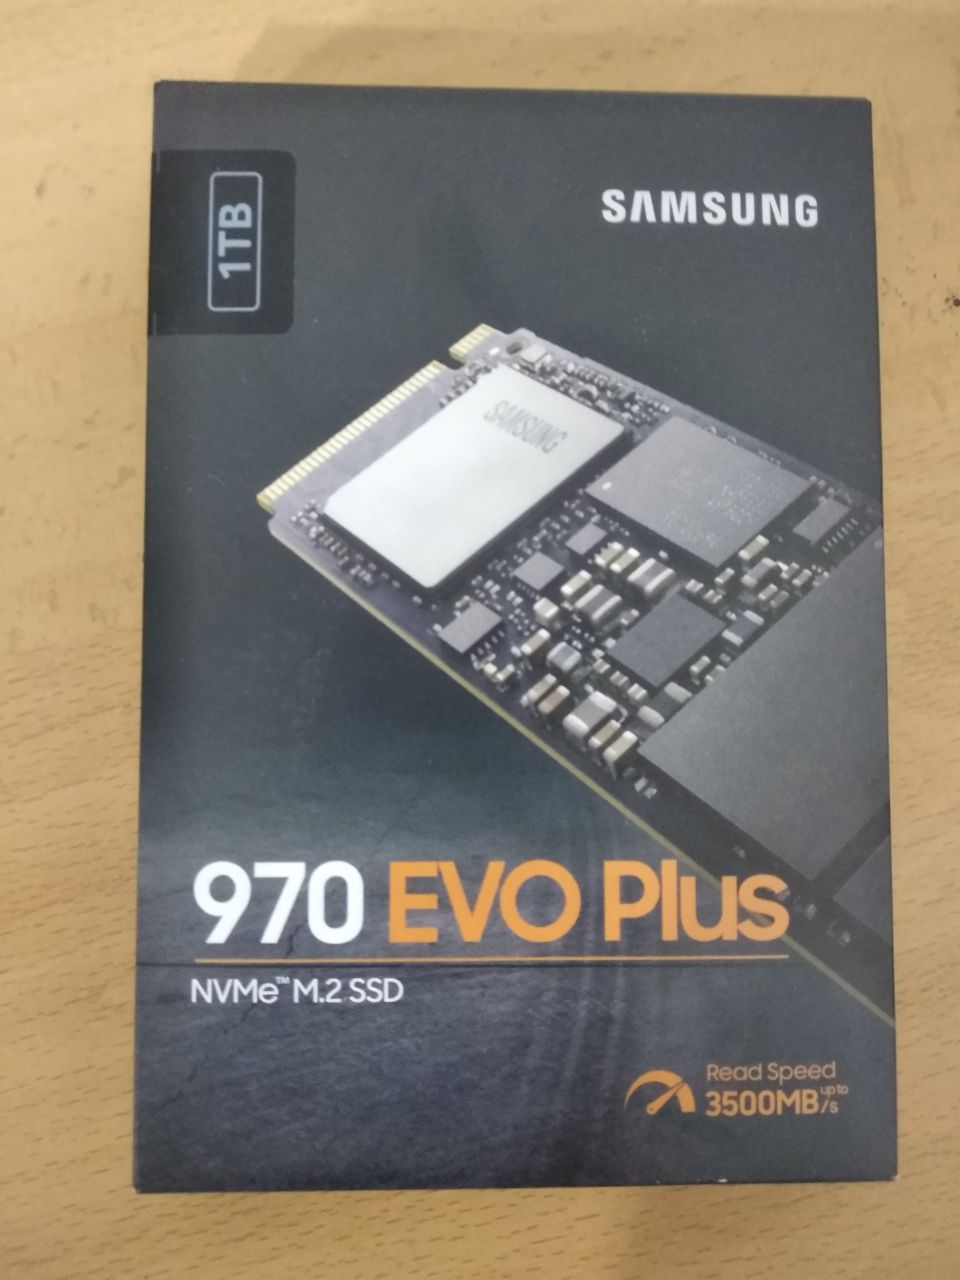 1TB
SAMSUNG
SAMSUNG
970 EVO Plus
NVMe™ M.2 SSD
Read Speed
up to
3500MB/s